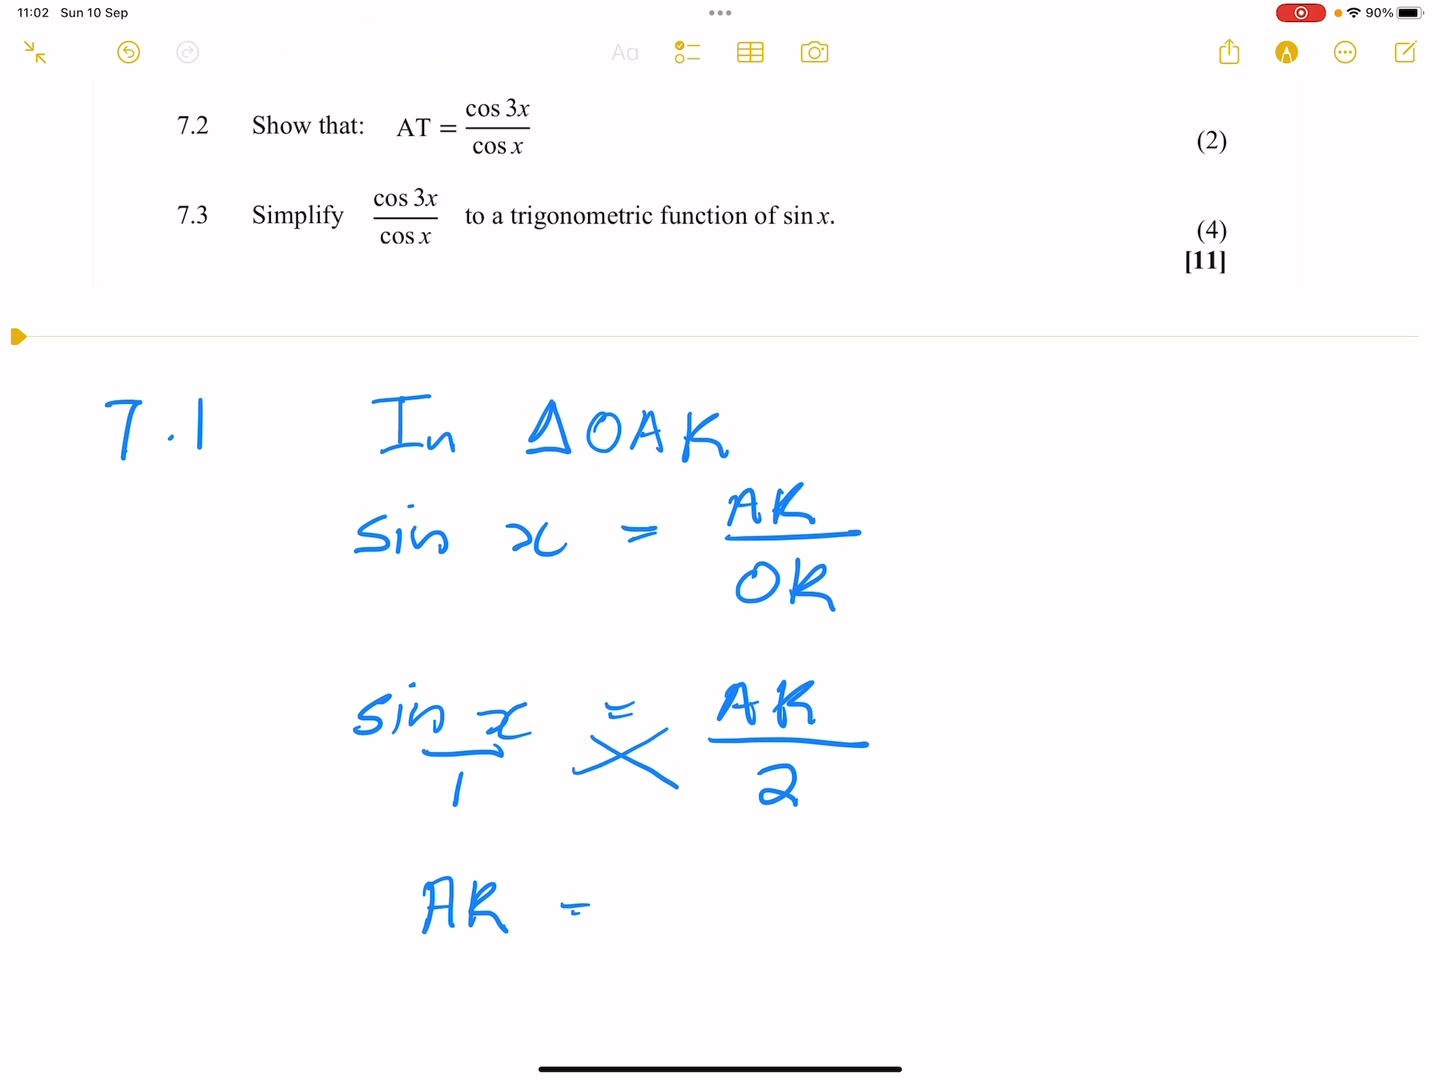 11:02 Sun 10 Sep
90%
Aa
7.2 Show that: AT = cos 3x / cos x
(2)
7.3 Simplify cos 3x / cos x to a trigonometric function of sin x.
(4)
[11]
7.1 In ΔOAK
sin x = AK / OK
sin x / 1 = AK / 2
AK =